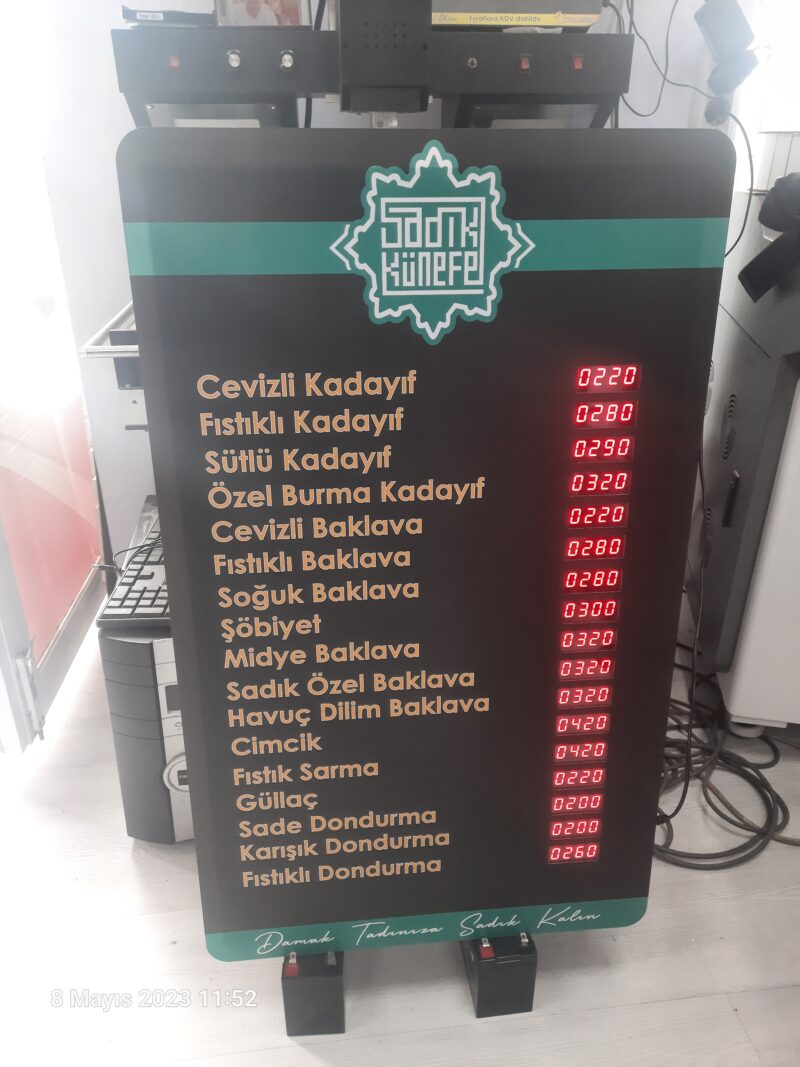 Fiyatlara KDV dahildir
Sadık
Künefe
Cevizli Kadayıf 0220
Fıstıklı Kadayıf 0280
Sütlü Kadayıf 0290
Özel Burma Kadayıf 0320
Cevizli Baklava 0220
Fıstıklı Baklava 0280
Soğuk Baklava 0280
Şöbiyet 0300
Midye Baklava 0320
Sadık Özel Baklava 0320
Havuç Dilim Baklava 0320
Cimcik 0420
Fıstık Sarma 0420
Güllaç 0220
Sade Dondurma 0200
Karışık Dondurma 0200
Fıstıklı Dondurma 0260
Damak Tadınıza Sadık Kalın
8 Mayıs 2023 11:52